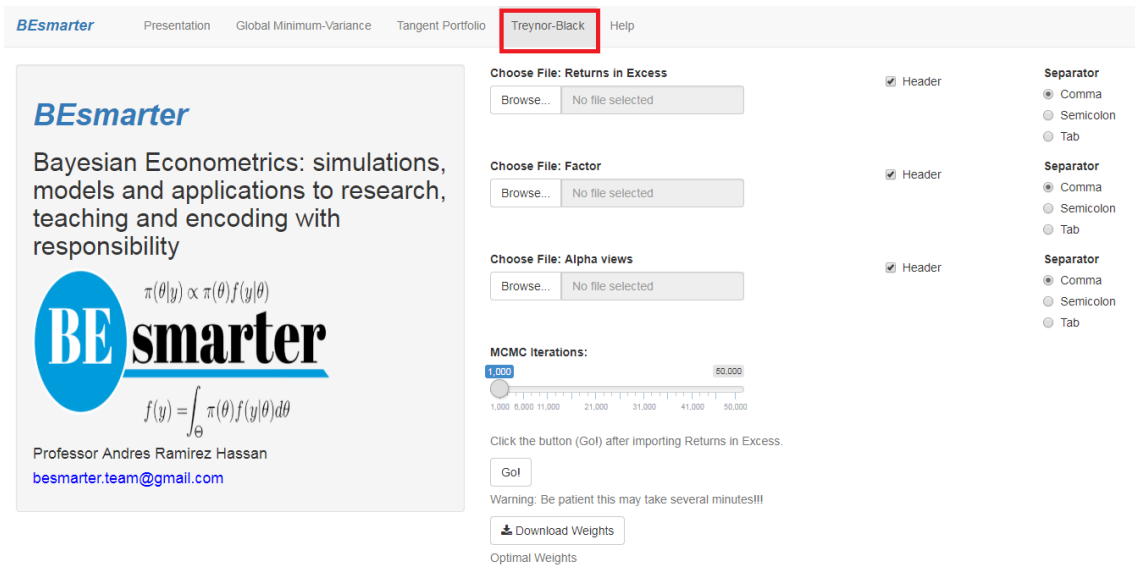 BEsmarter Presentation Global Minimum-Variance Tangent Portfolio Treynor-Black Help
BEsmarter
Bayesian Econometrics: simulations,
models and applications to research,
teaching and encoding with
responsibility
π(θ|y) ∝ π(θ)f(y|θ)
BE smarter
f(y) = ∫_Θ π(θ)f(y|θ)dθ
Professor Andres Ramirez Hassan
besmarter.team@gmail.com
Choose File: Returns in Excess
Browse... No file selected
Header
Separator
Comma
Semicolon
Tab
Choose File: Factor
Browse... No file selected
Header
Separator
Comma
Semicolon
Tab
Choose File: Alpha views
Browse... No file selected
Header
Separator
Comma
Semicolon
Tab
MCMC Iterations:
1,000 50,000
1,000 6,000 11,000 21,000 31,000 41,000 50,000
Click the button (Go!) after importing Returns in Excess.
Go!
Warning: Be patient this may take several minutes!!!
Download Weights
Optimal Weights